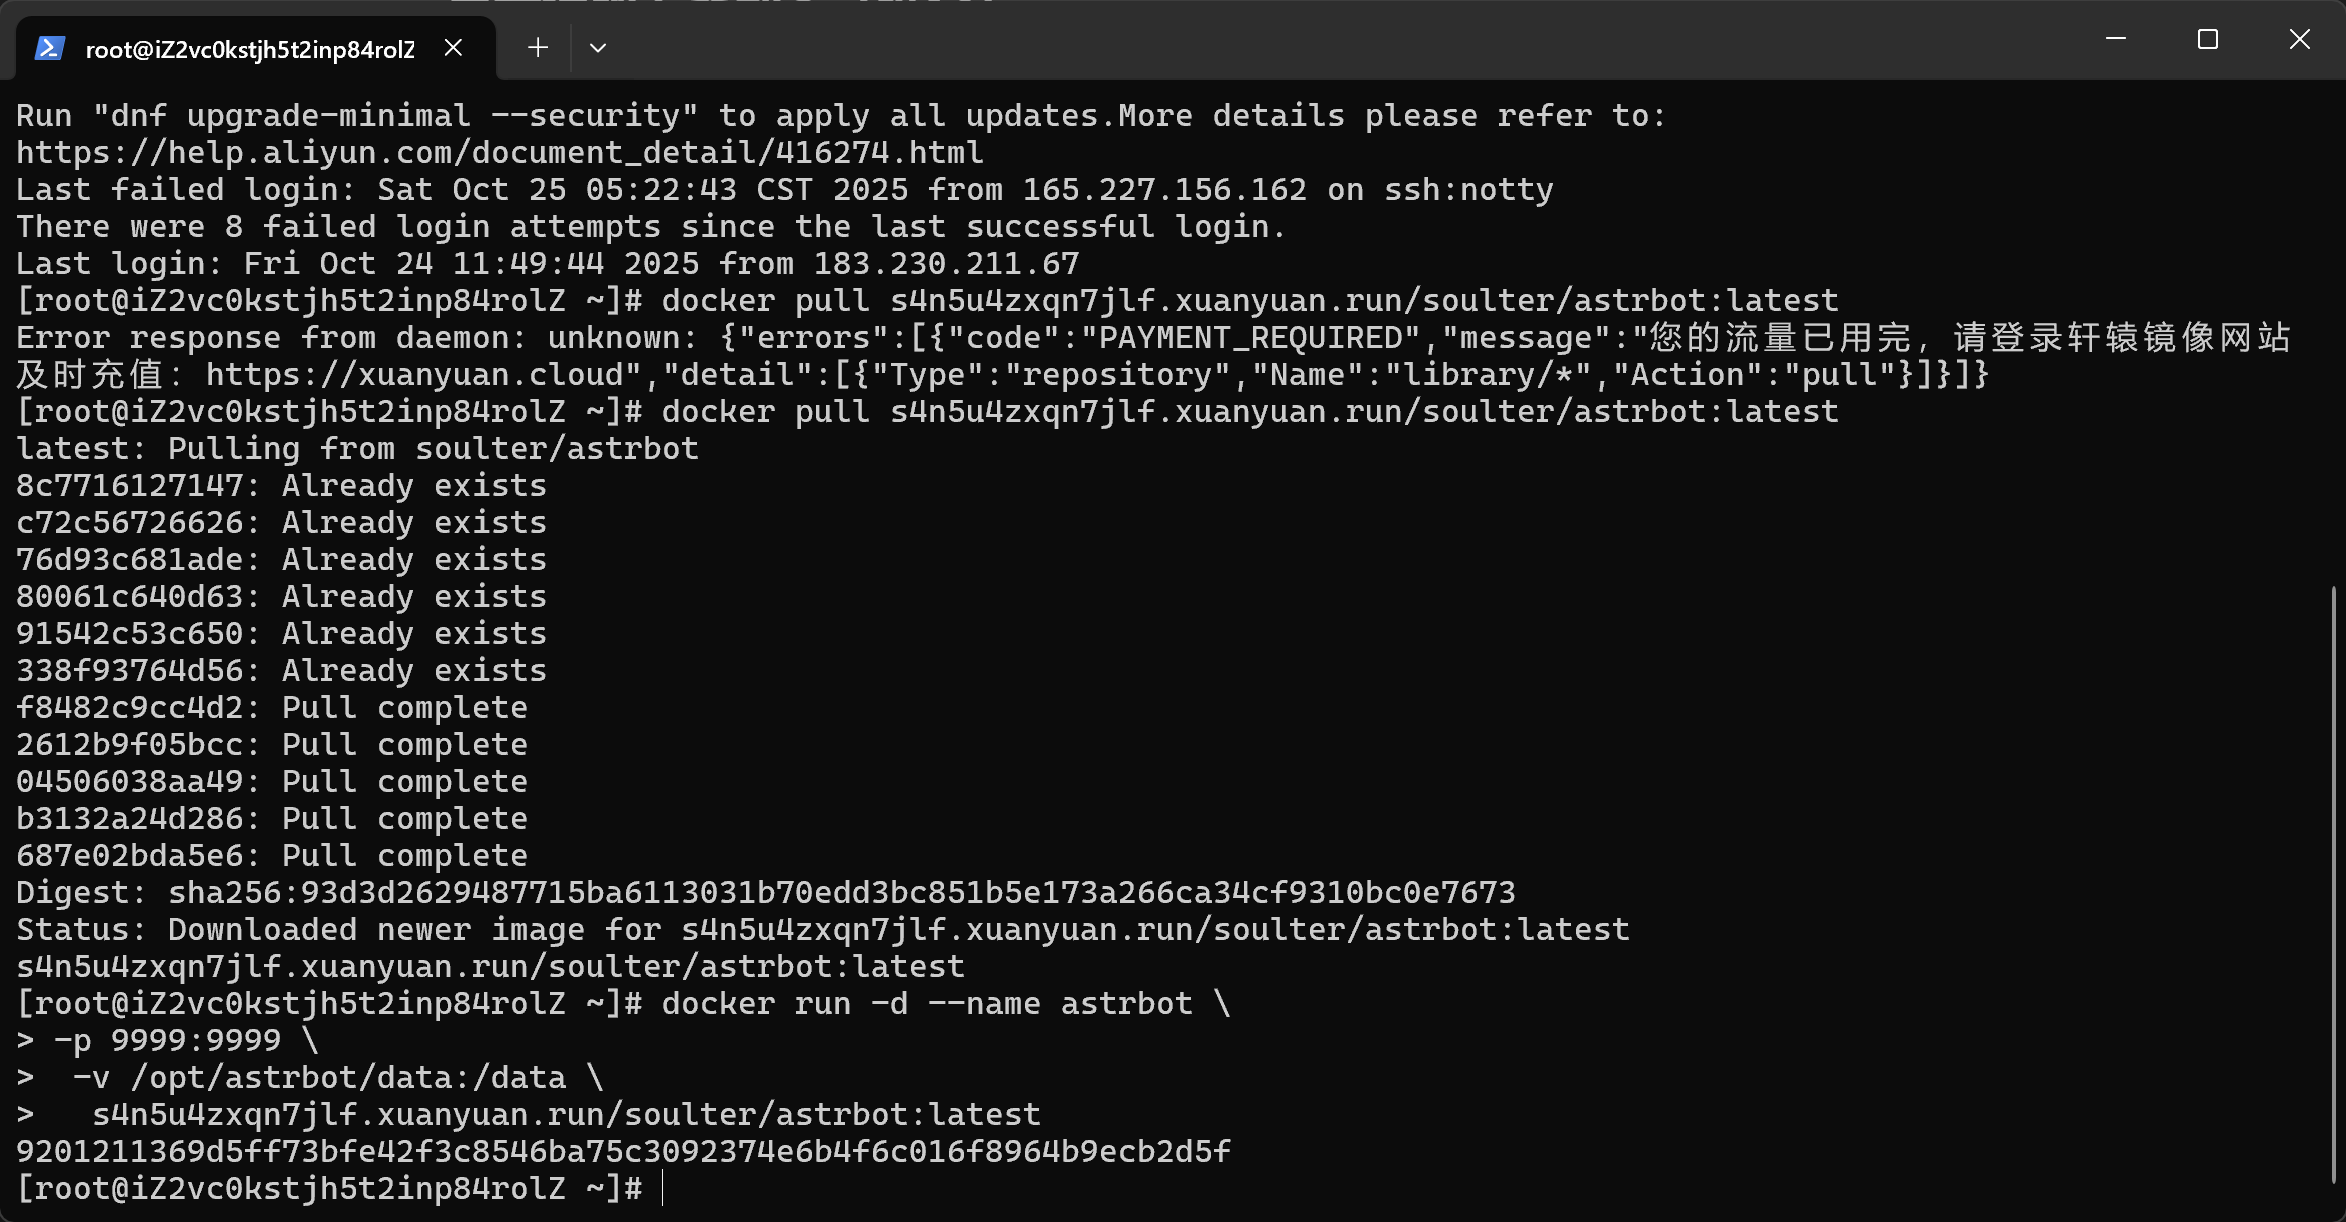 root@iZ2vc0kstjh5t2inp84rolZ
Run "dnf upgrade-minimal --security" to apply all updates.More details please refer to:
https://help.aliyun.com/document_detail/416274.html
Last failed login: Sat Oct 25 05:22:43 CST 2025 from 165.227.156.162 on ssh:notty
There were 8 failed login attempts since the last successful login.
Last login: Fri Oct 24 11:49:44 2025 from 183.230.211.67
[root@iZ2vc0kstjh5t2inp84rolZ ~]# docker pull s4n5u4zxqn7jlf.xuanyuan.run/soulter/astrbot:latest
Error response from daemon: unknown: {"errors":[{"code":"PAYMENT_REQUIRED","message":"您的流量已用完，请登录轩辕镜像网站
及时充值：https://xuanyuan.cloud","detail":[{"Type":"repository","Name":"library/*","Action":"pull"}]}]}
[root@iZ2vc0kstjh5t2inp84rolZ ~]# docker pull s4n5u4zxqn7jlf.xuanyuan.run/soulter/astrbot:latest
latest: Pulling from soulter/astrbot
8c7716127147: Already exists
c72c56726626: Already exists
76d93c681ade: Already exists
80061c640d63: Already exists
91542c53c650: Already exists
338f93764d56: Already exists
f8482c9cc4d2: Pull complete
2612b9f05bcc: Pull complete
04506038aa49: Pull complete
b3132a24d286: Pull complete
687e02bda5e6: Pull complete
Digest: sha256:93d3d2629487715ba6113031b70edd3bc851b5e173a266ca34cf9310bc0e7673
Status: Downloaded newer image for s4n5u4zxqn7jlf.xuanyuan.run/soulter/astrbot:latest
s4n5u4zxqn7jlf.xuanyuan.run/soulter/astrbot:latest
[root@iZ2vc0kstjh5t2inp84rolZ ~]# docker run -d --name astrbot \
> -p 9999:9999 \
>  -v /opt/astrbot/data:/data \
>   s4n5u4zxqn7jlf.xuanyuan.run/soulter/astrbot:latest
9201211369d5ff73bfe42f3c8546ba75c3092374e6b4f6c016f8964b9ecb2d5f
[root@iZ2vc0kstjh5t2inp84rolZ ~]#